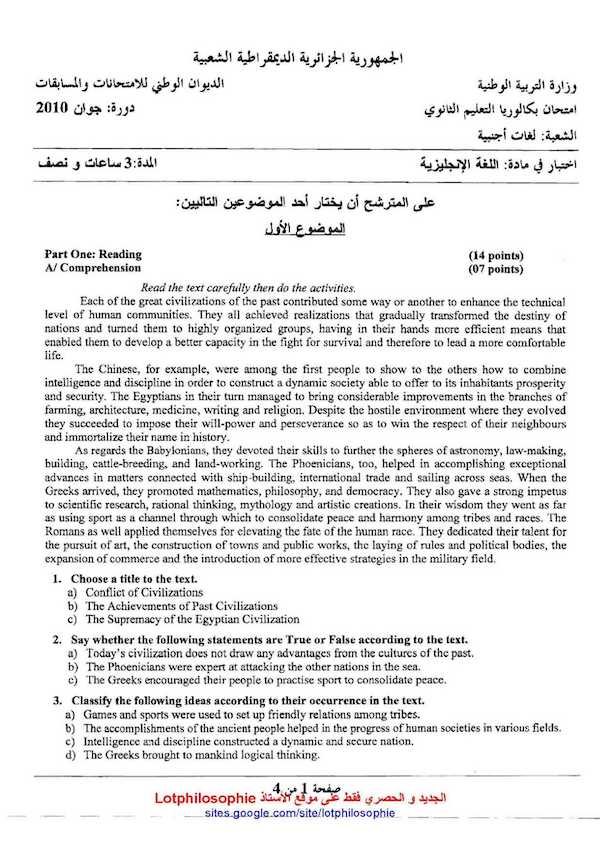 الجمهورية الجزائرية الديمقراطية الشعبية
وزارة التربية الوطنية الديوان الوطني للامتحانات والمسابقات
امتحان بكالوريا التعليم الثانوي دورة: جوان 2010
الشعبة: لغات أجنبية
اختبار في مادة: اللغة الإنجليزية المدة: 3 ساعات و نصف
على المترشح أن يختار أحد الموضوعين التاليين:
الموضوع الأول
Part One: Reading (14 points)
A/ Comprehension (07 points)
Read the text carefully then do the activities.
Each of the great civilizations of the past contributed some way or another to enhance the technical
level of human communities. They all achieved realizations that gradually transformed the destiny of
nations and turned them to highly organized groups, having in their hands more efficient means that
enabled them to develop a better capacity in the fight for survival and therefore to lead a more comfortable
life.
The Chinese, for example, were among the first people to show to the others how to combine
intelligence and discipline in order to construct a dynamic society able to offer to its inhabitants prosperity
and security. The Egyptians in their turn managed to bring considerable improvements in the branches of
farming, architecture, medicine, writing and religion. Despite the hostile environment where they evolved
they succeeded to impose their will-power and perseverance so as to win the respect of their neighbours
and immortalize their name in history.
As regards the Babylonians, they devoted their skills to further the spheres of astronomy, law-making,
building, cattle-breeding, and land-working. The Phoenicians, too, helped in accomplishing exceptional
advances in matters connected with ship-building, international trade and sailing across seas. When the
Greeks arrived, they promoted mathematics, philosophy, and democracy. They also gave a strong impetus
to scientific research, rational thinking, mythology and artistic creations. In their wisdom they went as far
as using sport as a channel through which to consolidate peace and harmony among tribes and races. The
Romans as well applied themselves for elevating the fate of the human race. They dedicated their talent for
the pursuit of art, the construction of towns and public works, the laying of rules and political bodies, the
expansion of commerce and the introduction of more effective strategies in the military field.
1. Choose a title to the text.
a) Conflict of Civilizations
b) The Achievements of Past Civilizations
c) The Supremacy of the Egyptian Civilization
2. Say whether the following statements are True or False according to the text.
a) Today's civilization does not draw any advantages from the cultures of the past.
b) The Phoenicians were expert at attacking the other nations in the sea.
c) The Greeks encouraged their people to practise sport to consolidate peace.
3. Classify the following ideas according to their occurrence in the text.
a) Games and sports were used to set up friendly relations among tribes.
b) The accomplishments of the ancient people helped in the progress of human societies in various fields.
c) Intelligence and discipline constructed a dynamic and secure nation.
d) The Greeks brought to mankind logical thinking.
صفحة 1 من 4
الجديد و الحصري فقط على موقع الأستاذ Lotphilosophie
sites.google.com/site/lotphilosophie